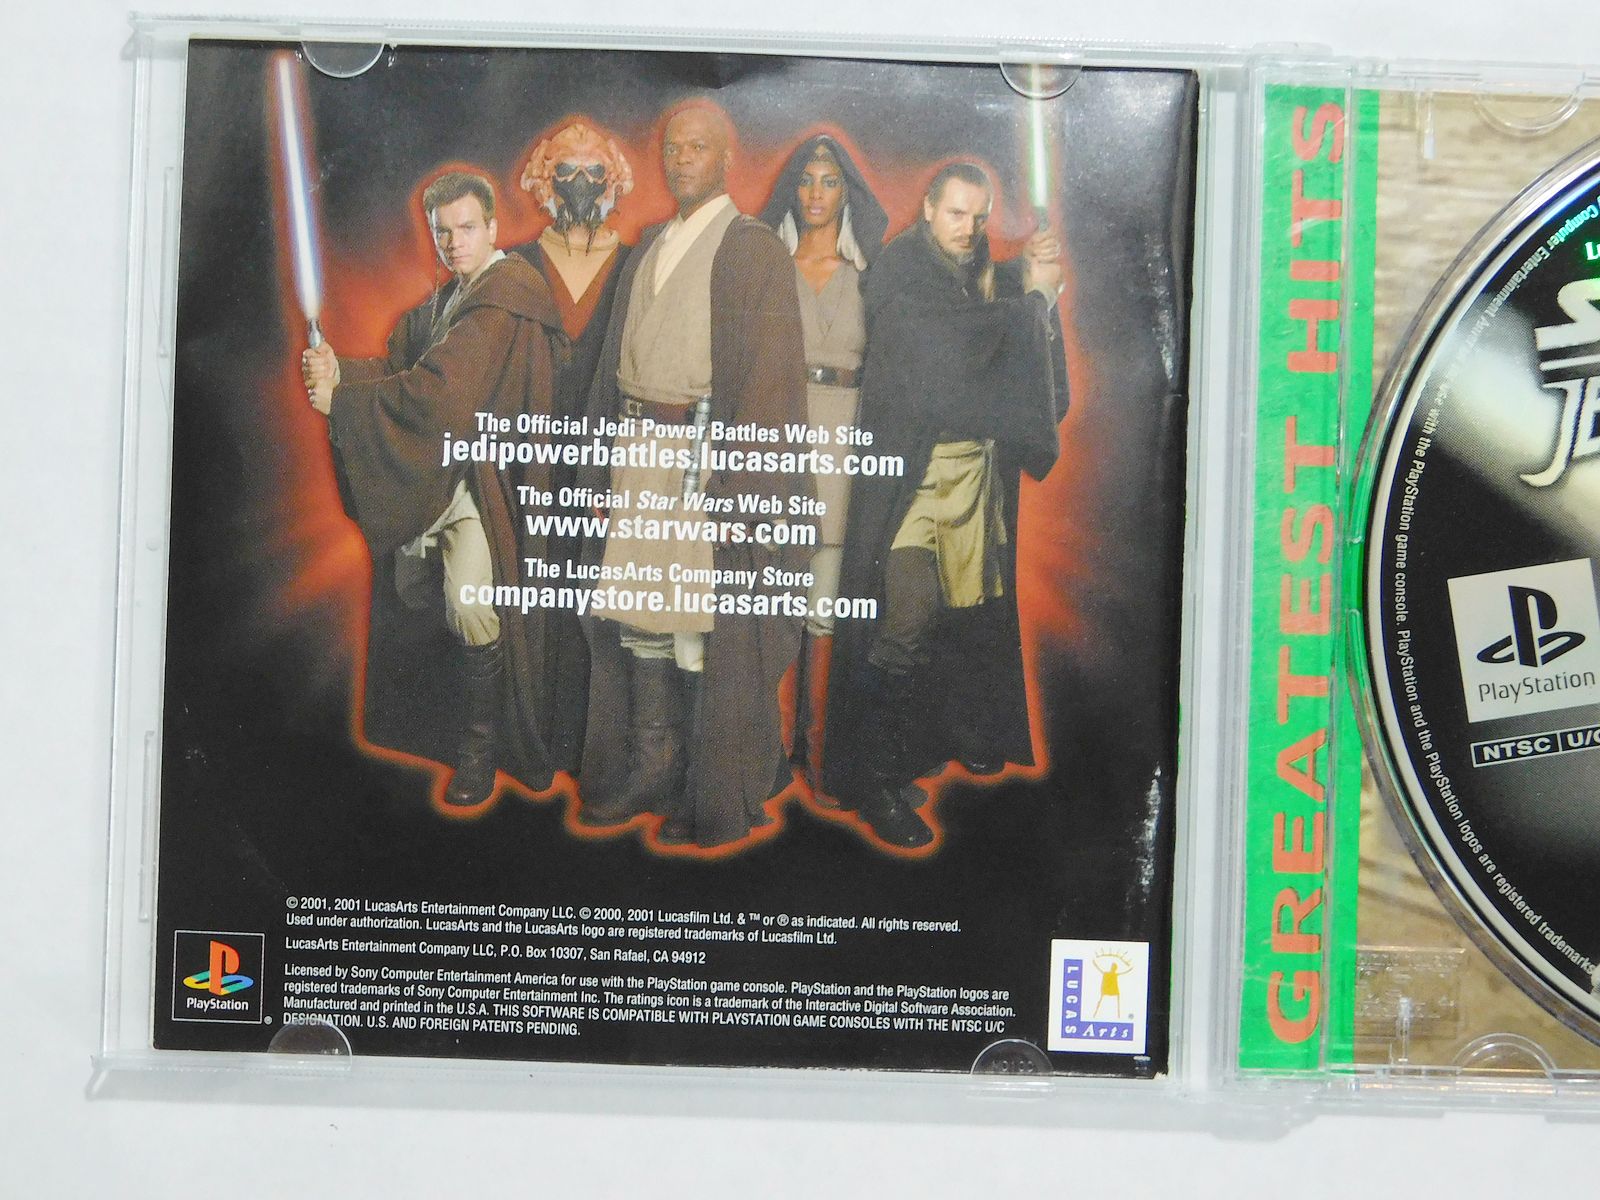 The Official Jedi Power Battles Web Site
jedipowerbattles.lucasarts.com
The Official Star Wars Web Site
www.starwars.com
The LucasArts Company Store
companystore.lucasarts.com
© 2001, 2001 LucasArts Entertainment Company LLC. © 2000, 2001 Lucasfilm Ltd. & ™ or ® as indicated. All rights reserved.
Used under authorization. LucasArts and the LucasArts logo are registered trademarks of Lucasfilm Ltd.
LucasArts Entertainment Company LLC, P.O. Box 10307, San Rafael, CA 94912
Licensed by Sony Computer Entertainment America for use with the PlayStation game console. PlayStation and the PlayStation logos are
registered trademarks of Sony Computer Entertainment Inc. The ratings icon is a trademark of the Interactive Digital Software Association.
Manufactured and printed in the U.S.A. THIS SOFTWARE IS COMPATIBLE WITH PLAYSTATION GAME CONSOLES WITH THE NTSC U/C
DESIGNATION. U.S. AND FOREIGN PATENTS PENDING.
PlayStation
®
LUCAS
Arts
GREATEST HITS
Computer Entertainment
with the PlayStation game console. PlayStation and the PlayStation logos are registered trademarks
JE
PlayStation
NTSC U/C